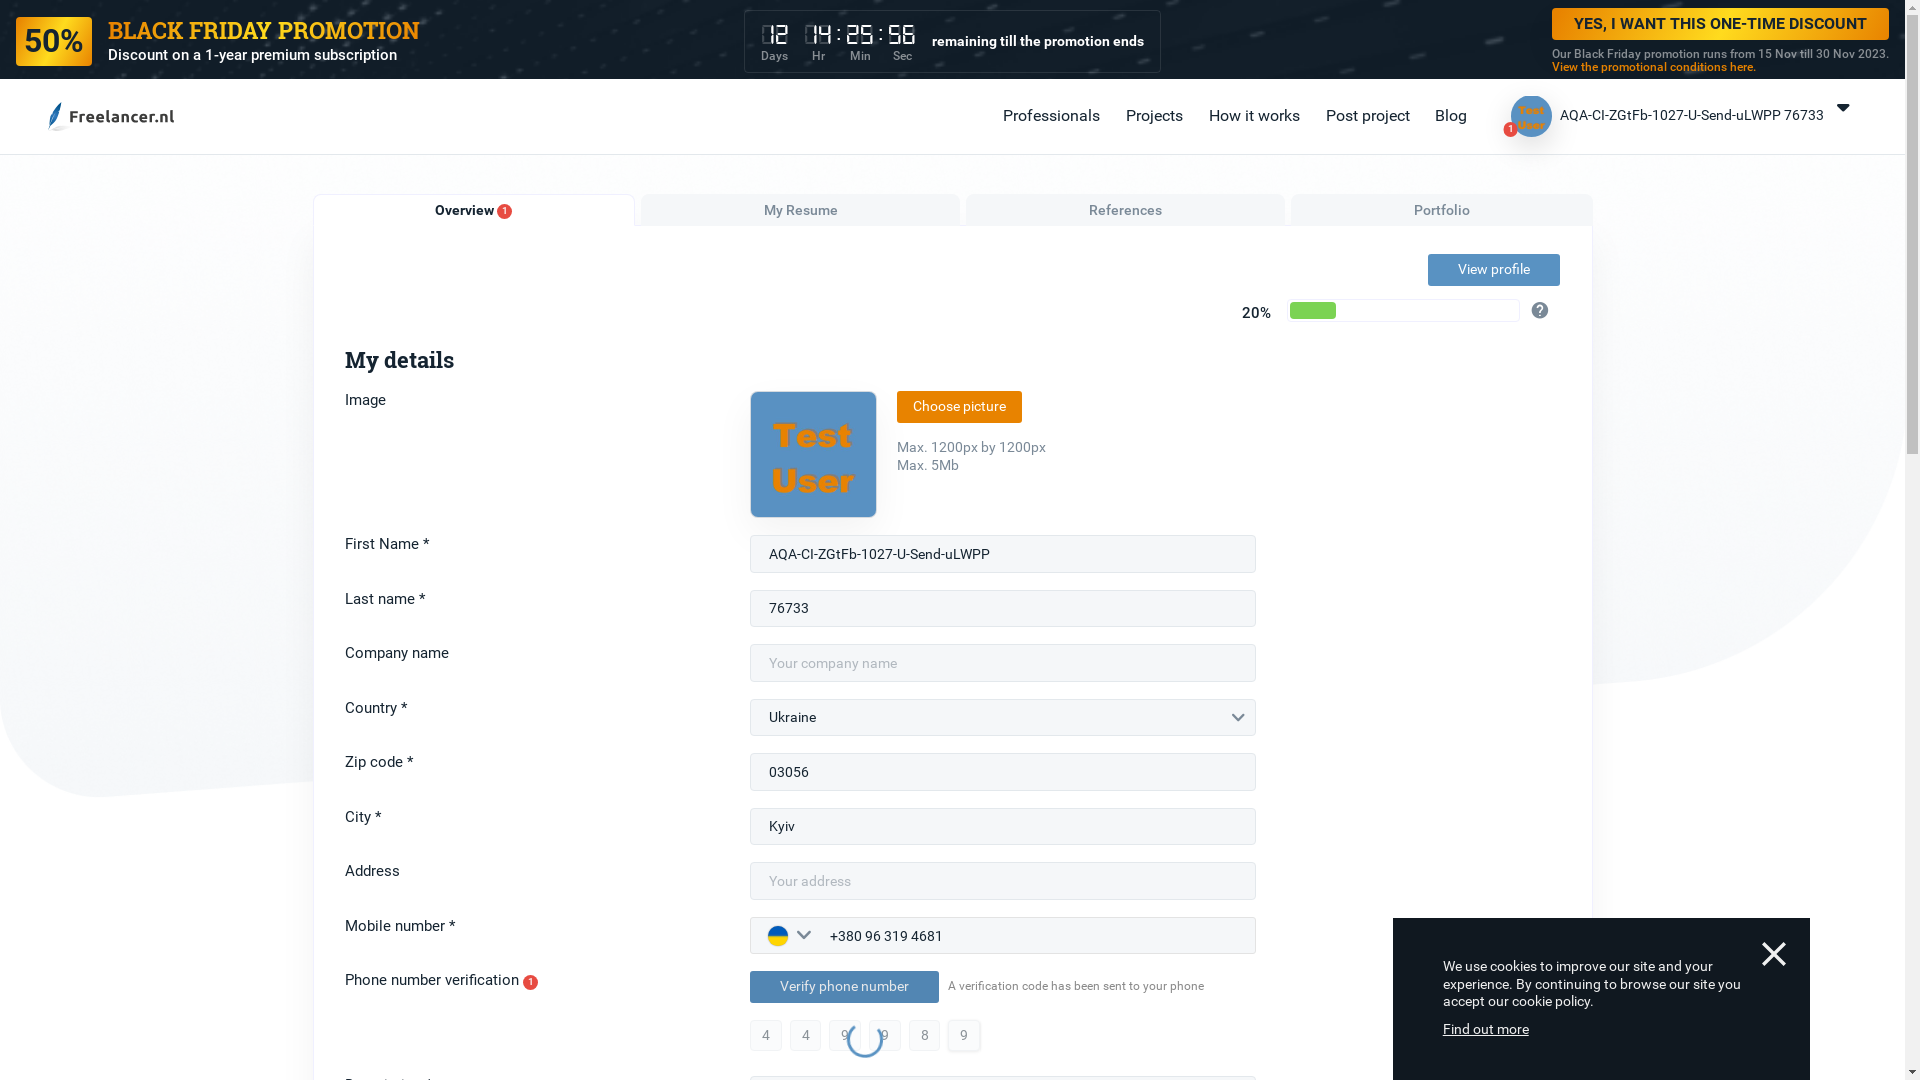 50%
BLACK FRIDAY PROMOTION
Discount on a 1-year premium subscription
12 14:25:56
Days Hr Min Sec
remaining till the promotion ends
YES, I WANT THIS ONE-TIME DISCOUNT
Our Black Friday promotion runs from 15 Nov till 30 Nov 2023.
View the promotional conditions here.
Freelancer.nl
Professionals
Projects
How it works
Post project
Blog
Test
User
1
AQA-CI-ZGtFb-1027-U-Send-uLWPP 76733
Overview 1
My Resume
References
Portfolio
View profile
20%
?
My details
Image
Test
User
Choose picture
Max. 1200px by 1200px
Max. 5Mb
First Name *
AQA-CI-ZGtFb-1027-U-Send-uLWPP
Last name *
76733
Company name
Your company name
Country *
Ukraine
Zip code *
03056
City *
Kyiv
Address
Your address
Mobile number *
+380 96 319 4681
Phone number verification 1
Verify phone number
A verification code has been sent to your phone
4 4 9 9 8 9
We use cookies to improve our site and your
experience. By continuing to browse our site you
accept our cookie policy.
Find out more